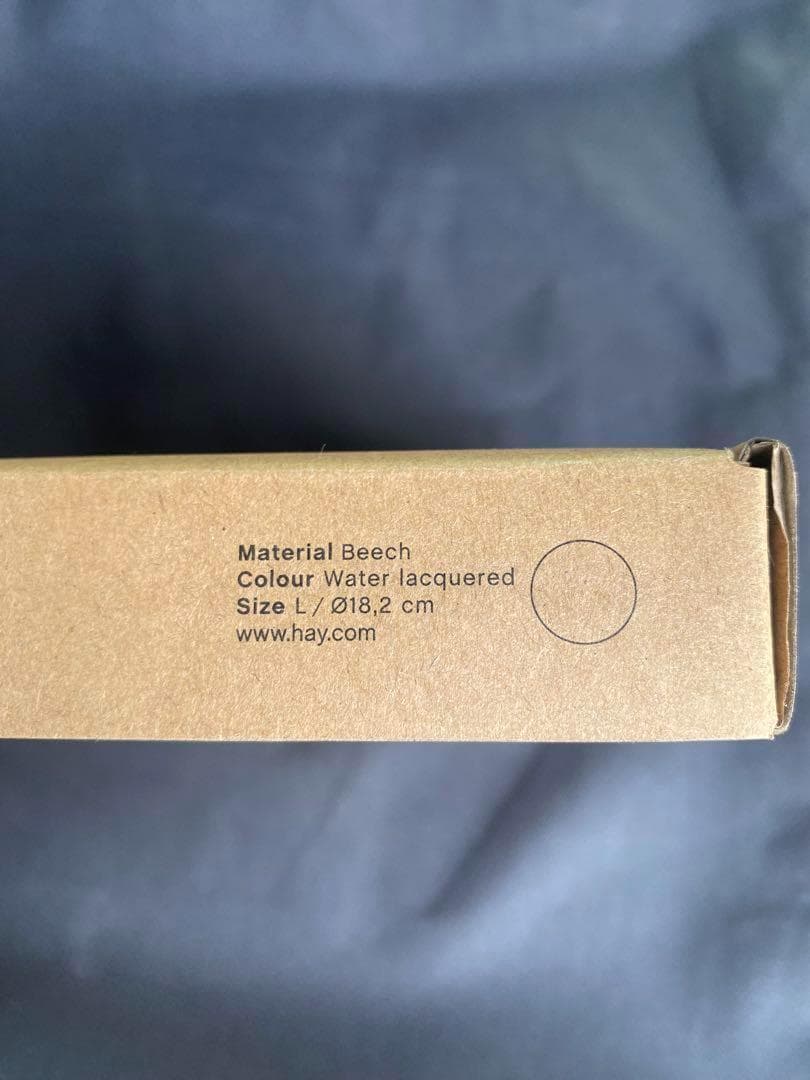 Material Beech
Colour Water lacquered
Size L / Ø18,2 cm
www.hay.com